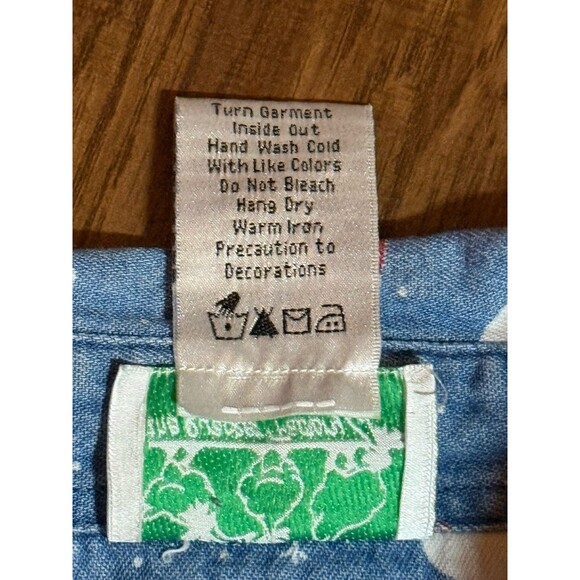 Turn Garment
Inside Out
Hand Wash Cold
With Like Colors
Do Not Bleach
Hang Dry
Warm Iron
Precaution to
Decorations